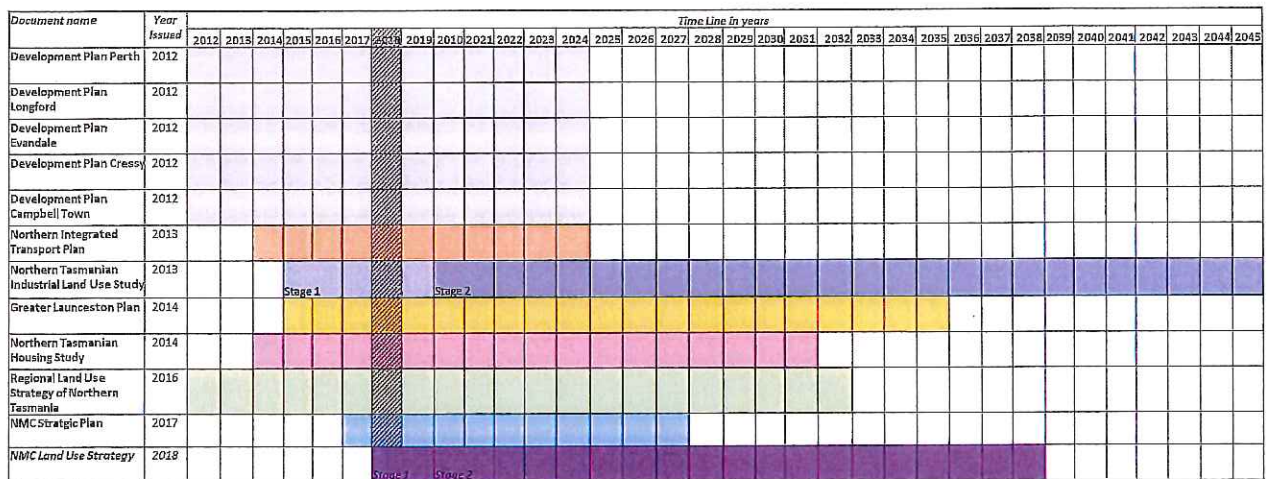 Document name Year Issued Time Line in years
2012 2013 2014 2015 2016 2017 2018 2019 2010 2021 2022 2023 2024 2025 2026 2027 2028 2029 2030 2031 2032 2033 2034 2035 2036 2037 2038 2039 2040 2041 2042 2043 2044 2045
Development Plan Perth 2012
Development Plan Longford 2012
Development Plan Evandale 2012
Development Plan Cressy 2012
Development Plan Campbell Town 2012
Northern Integrated Transport Plan 2013
Northern Tasmanian Industrial Land Use Study 2013 Stage 1 Stage 2
Greater Launceston Plan 2014
Northern Tasmanian Housing Study 2014
Regional Land Use Strategy of Northern Tasmania 2016
NMC Stratgic Plan 2017
NMC Land Use Strategy 2018 Stage 1 Stage 2